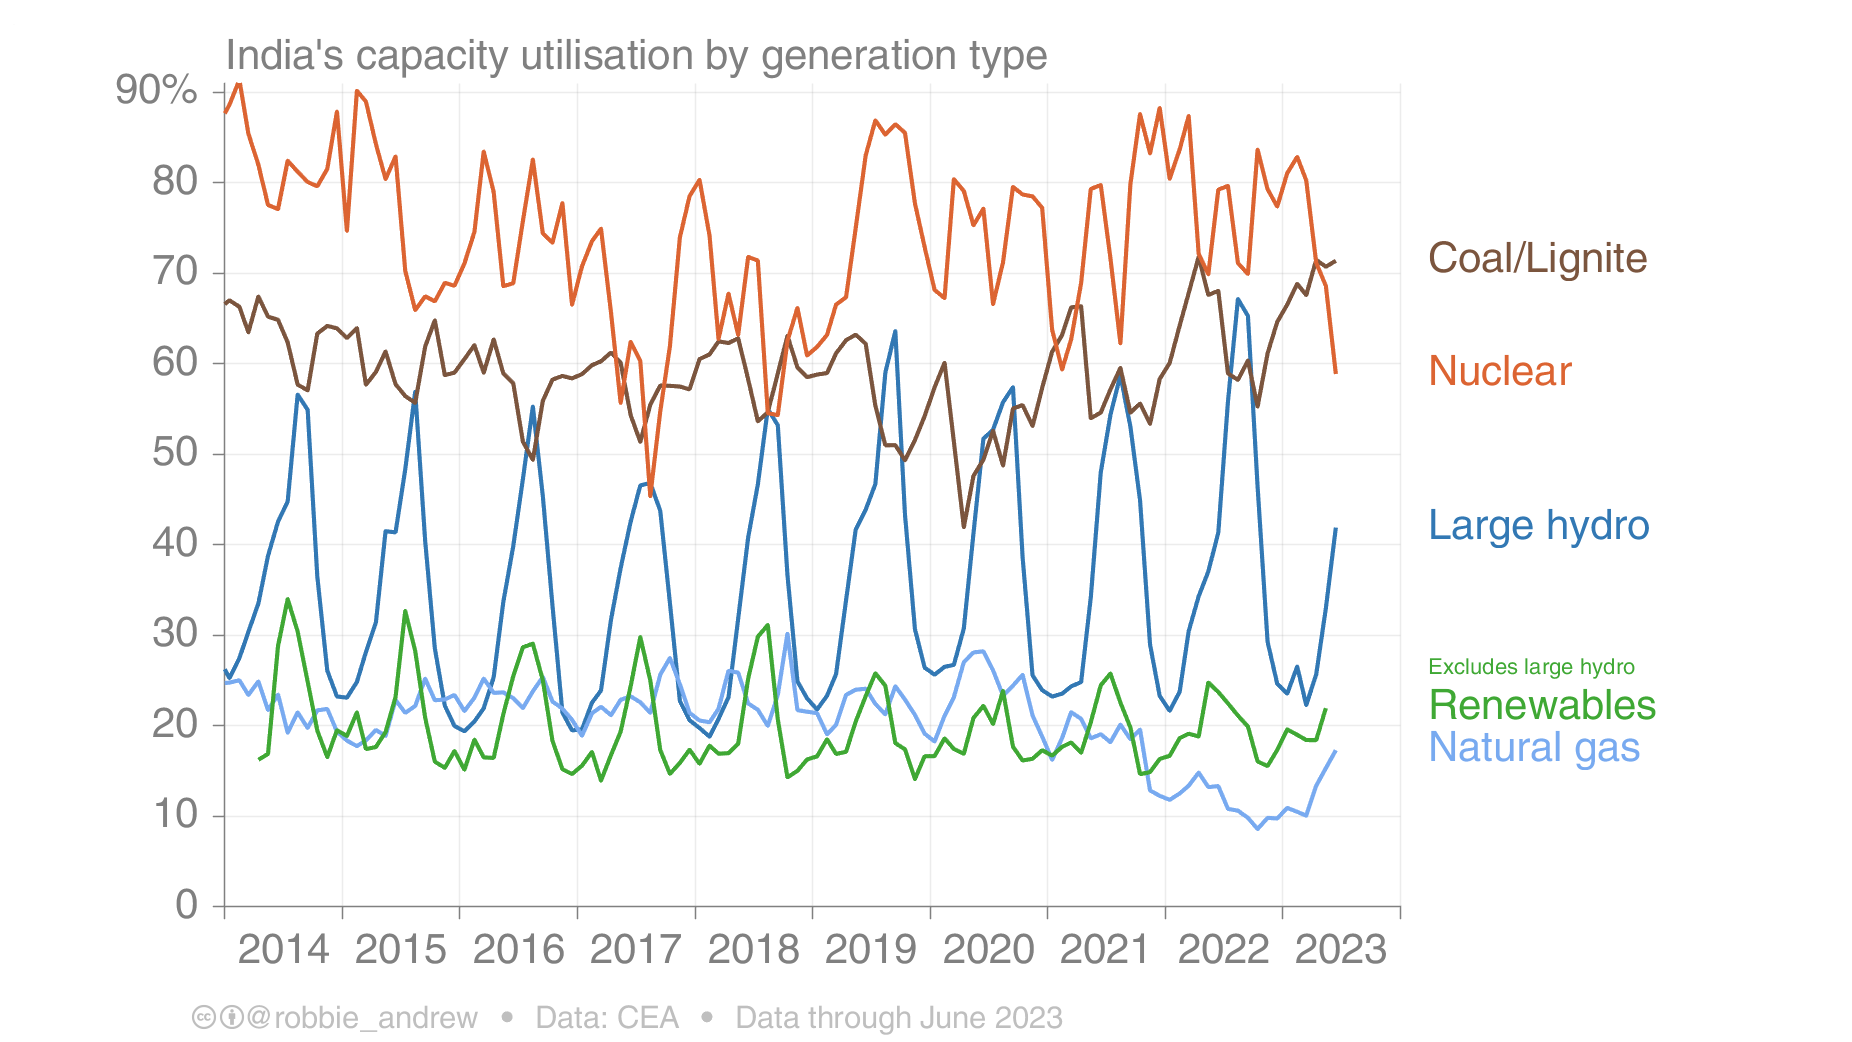 India's capacity utilisation by generation type
90%
80
70
60
50
40
30
20
10
0
2014 2015 2016 2017 2018 2019 2020 2021 2022 2023
Coal/Lignite
Nuclear
Large hydro
Excludes large hydro
Renewables
Natural gas
cc @robbie_andrew • Data: CEA • Data through June 2023